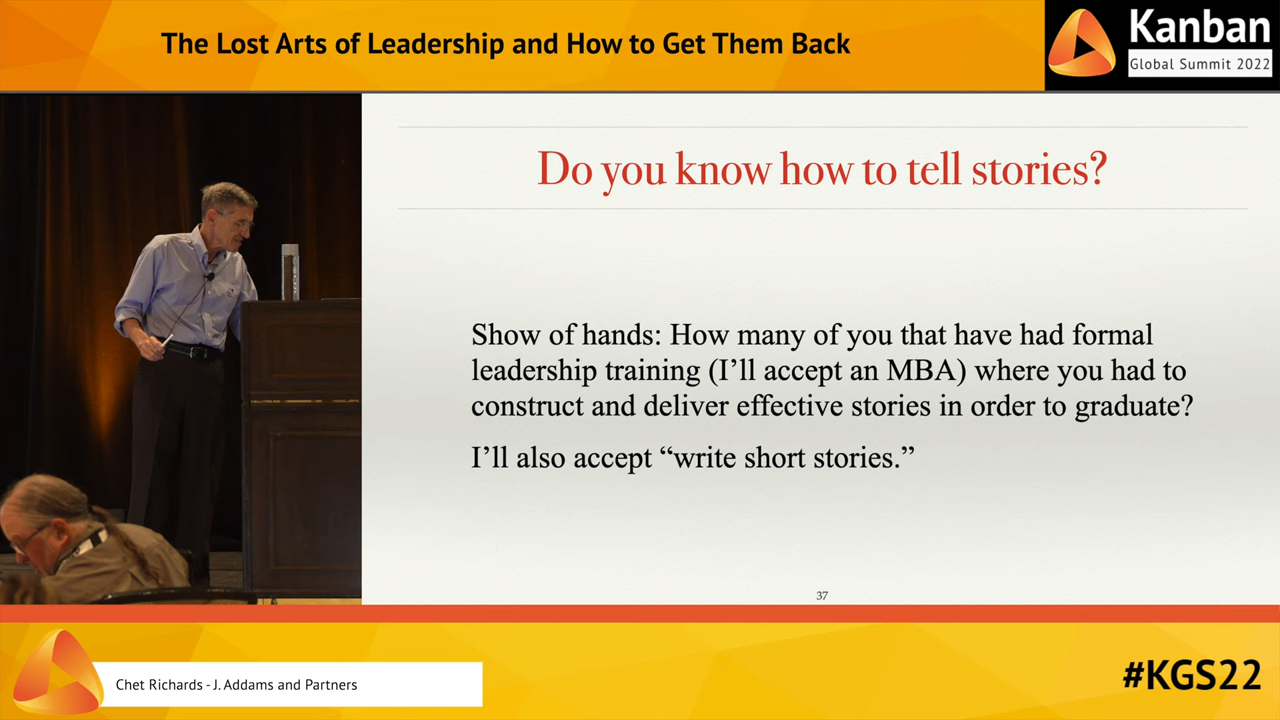 The Lost Arts of Leadership and How to Get Them Back
Kanban
Global Summit 2022
Do you know how to tell stories?
Show of hands: How many of you that have had formal
leadership training (I’ll accept an MBA) where you had to
construct and deliver effective stories in order to graduate?
I’ll also accept “write short stories.”
37
Chet Richards - J. Addams and Partners
#KGS22